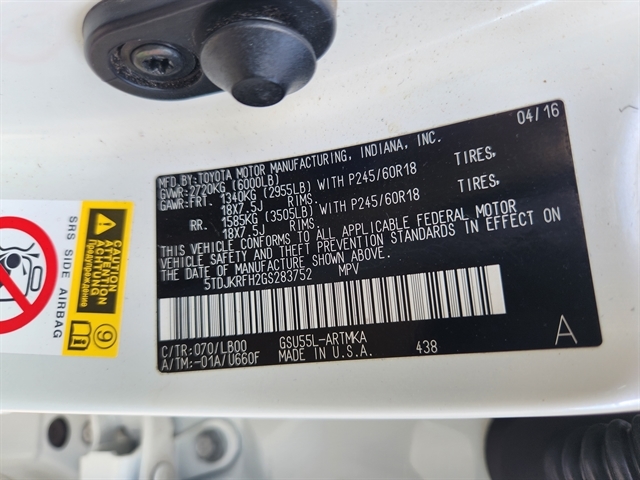 04/16
MFD.BY:TOYOTA MOTOR MANUFACTURING, INDIANA, INC.
GVWR:2720KG (6000LB)
GAWR:FRT. 1340KG (2955LB) WITH P245/60R18 TIRES,
18X7.5J RIMS,
RR. 1585KG (3505LB) WITH P245/60R18 TIRES,
18X7.5J RIMS.
THIS VEHICLE CONFORMS TO ALL APPLICABLE FEDERAL MOTOR
VEHICLE SAFETY AND THEFT PREVENTION STANDARDS IN EFFECT ON
THE DATE OF MANUFACTURE SHOWN ABOVE.
5TDJKRFH2GS283752 MPV
C/TR:070/LB00 GSU55L-ARTMKA
A/TM:-01A/U660F MADE IN U.S.A. 438
A
CAUTION
ATTENTION
ACHTUNG
Предупреждение
SRS SIDE AIRBAG
9